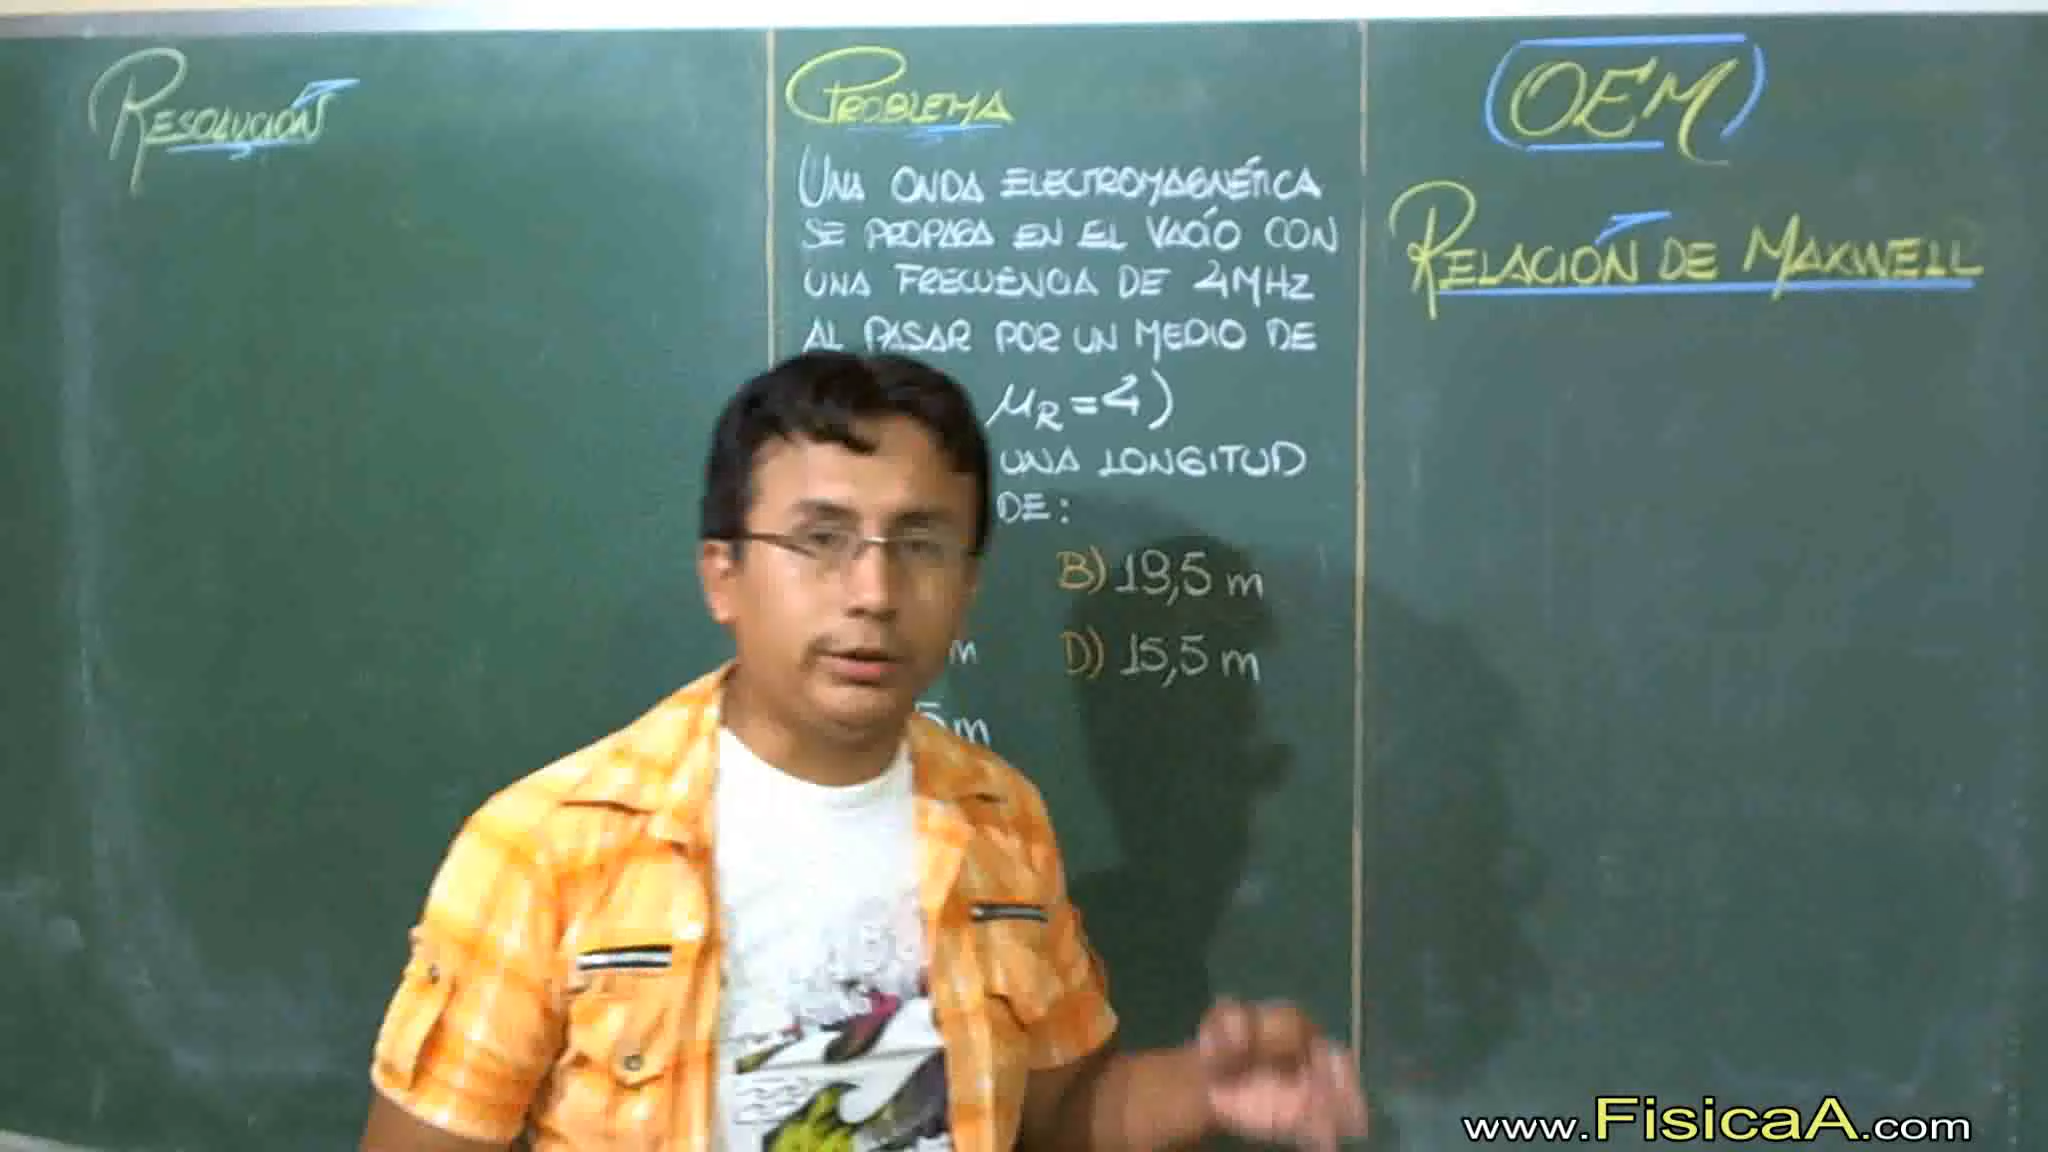 RESOLUCIÓN
PROBLEMA
UNA ONDA ELECTROMAGNÉTICA
SE PROPAGA EN EL VACÍO CON
UNA FRECUENCIA DE 4MHz
AL PASAR POR UN MEDIO DE
μR=4)
UNA LONGITUD
DE:
B) 19,5 m
m
D) 15,5 m
5m
OEM
RELACIÓN DE MAXWELL
www.FisicaA.com